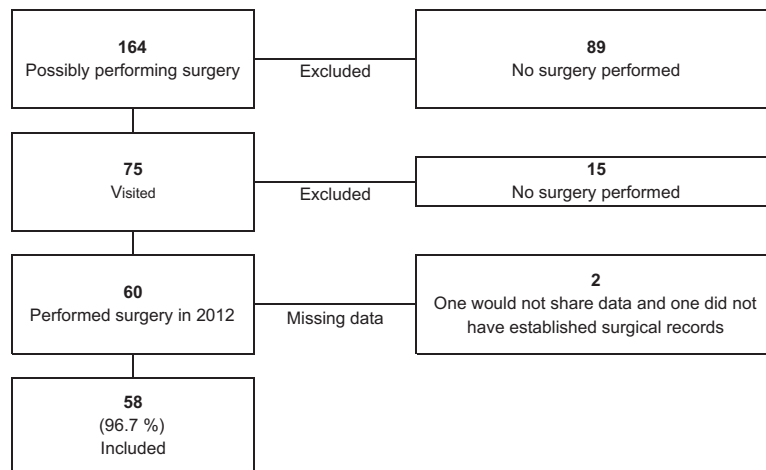 164
Possibly performing surgery
Excluded
89
No surgery performed
75
Visited
Excluded
15
No surgery performed
60
Performed surgery in 2012
Missing data
2
One would not share data and one did not
have established surgical records
58
(96.7 %)
Included